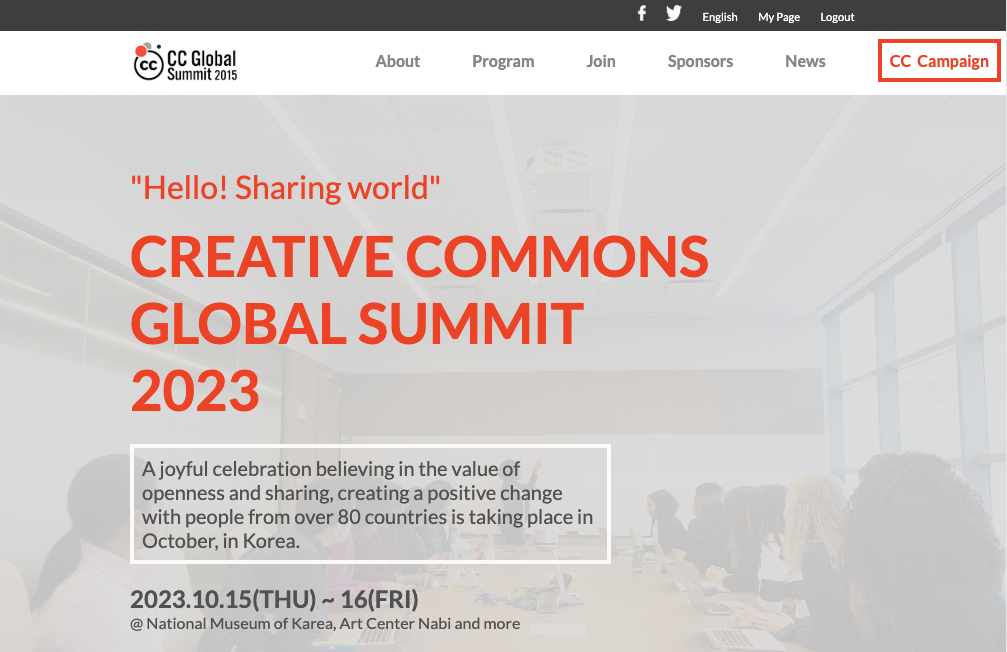 English My Page Logout
cc CC Global
Summit 2015
About Program Join Sponsors News CC Campaign
"Hello! Sharing world"
CREATIVE COMMONS
GLOBAL SUMMIT
2023
A joyful celebration believing in the value of
openness and sharing, creating a positive change
with people from over 80 countries is taking place in
October, in Korea.
2023.10.15(THU) ~ 16(FRI)
@ National Museum of Karea, Art Center Nabi and more